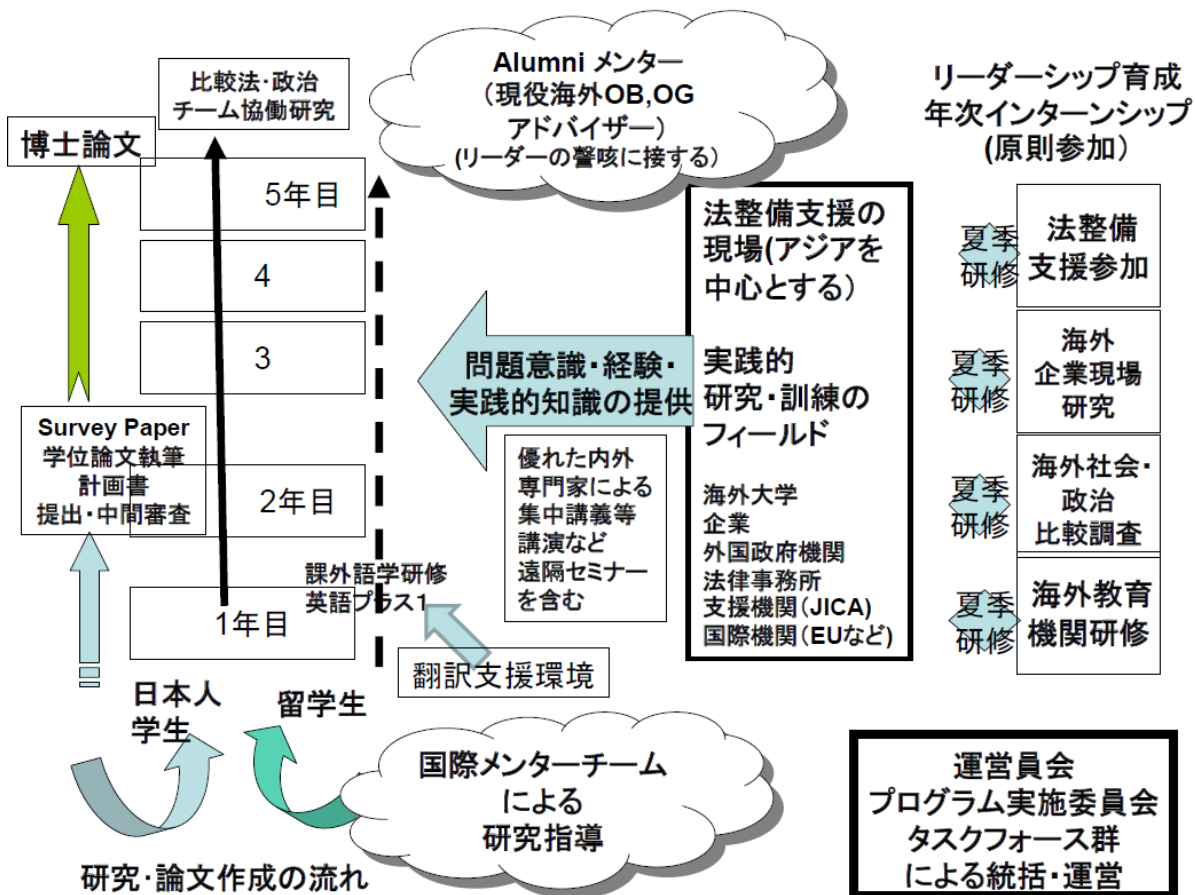 比較法・政治
チーム協働研究
博士論文
Alumni メンター
(現役海外OB,OG
アドバイザー)
(リーダーの謦咳に接する)
リーダーシップ育成
年次インターンシップ
(原則参加)
5年目
4
3
2年目
1年目
Survey Paper
学位論文執筆
計画書
提出・中間審査
課外語学研修
英語プラス1
翻訳支援環境
問題意識・経験・
実践的知識の提供
優れた内外
専門家による
集中講義等
講演など
遠隔セミナー
を含む
法整備支援の
現場(アジアを
中心とする)
実践的
研究・訓練の
フィールド
海外大学
企業
外国政府機関
法律事務所
支援機関(JICA)
国際機関(EUなど)
夏季
研修
法整備
支援参加
夏季
研修
海外
企業現場
研究
夏季
研修
海外社会・
政治
比較調査
夏季
研修
海外教育
機関研修
日本人
学生
留学生
国際メンターチーム
による
研究指導
研究・論文作成の流れ
運営員会
プログラム実施委員会
タスクフォース群
による統括・運営